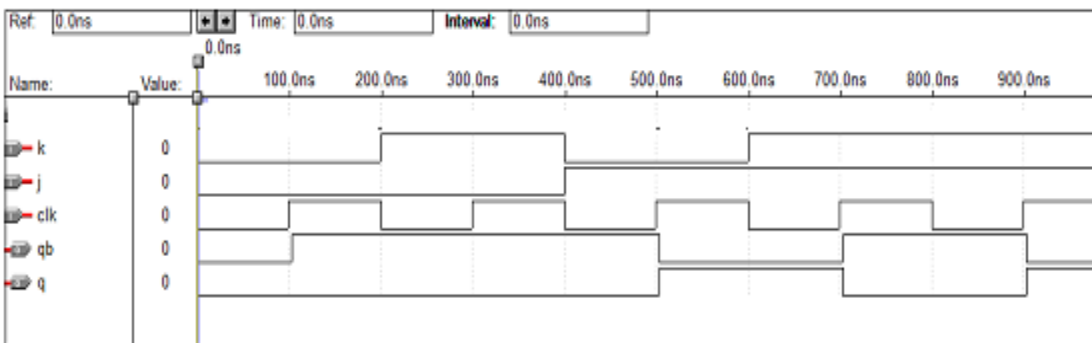 Ref: 0.0ns Time: 0.0ns Interval: 0.0ns
0.0ns
Name: Value: 100.0ns 200.0ns 300.0ns 400.0ns 500.0ns 600.0ns 700.0ns 800.0ns 900.0ns
k 0
j 0
clk 0
qb 0
q 0